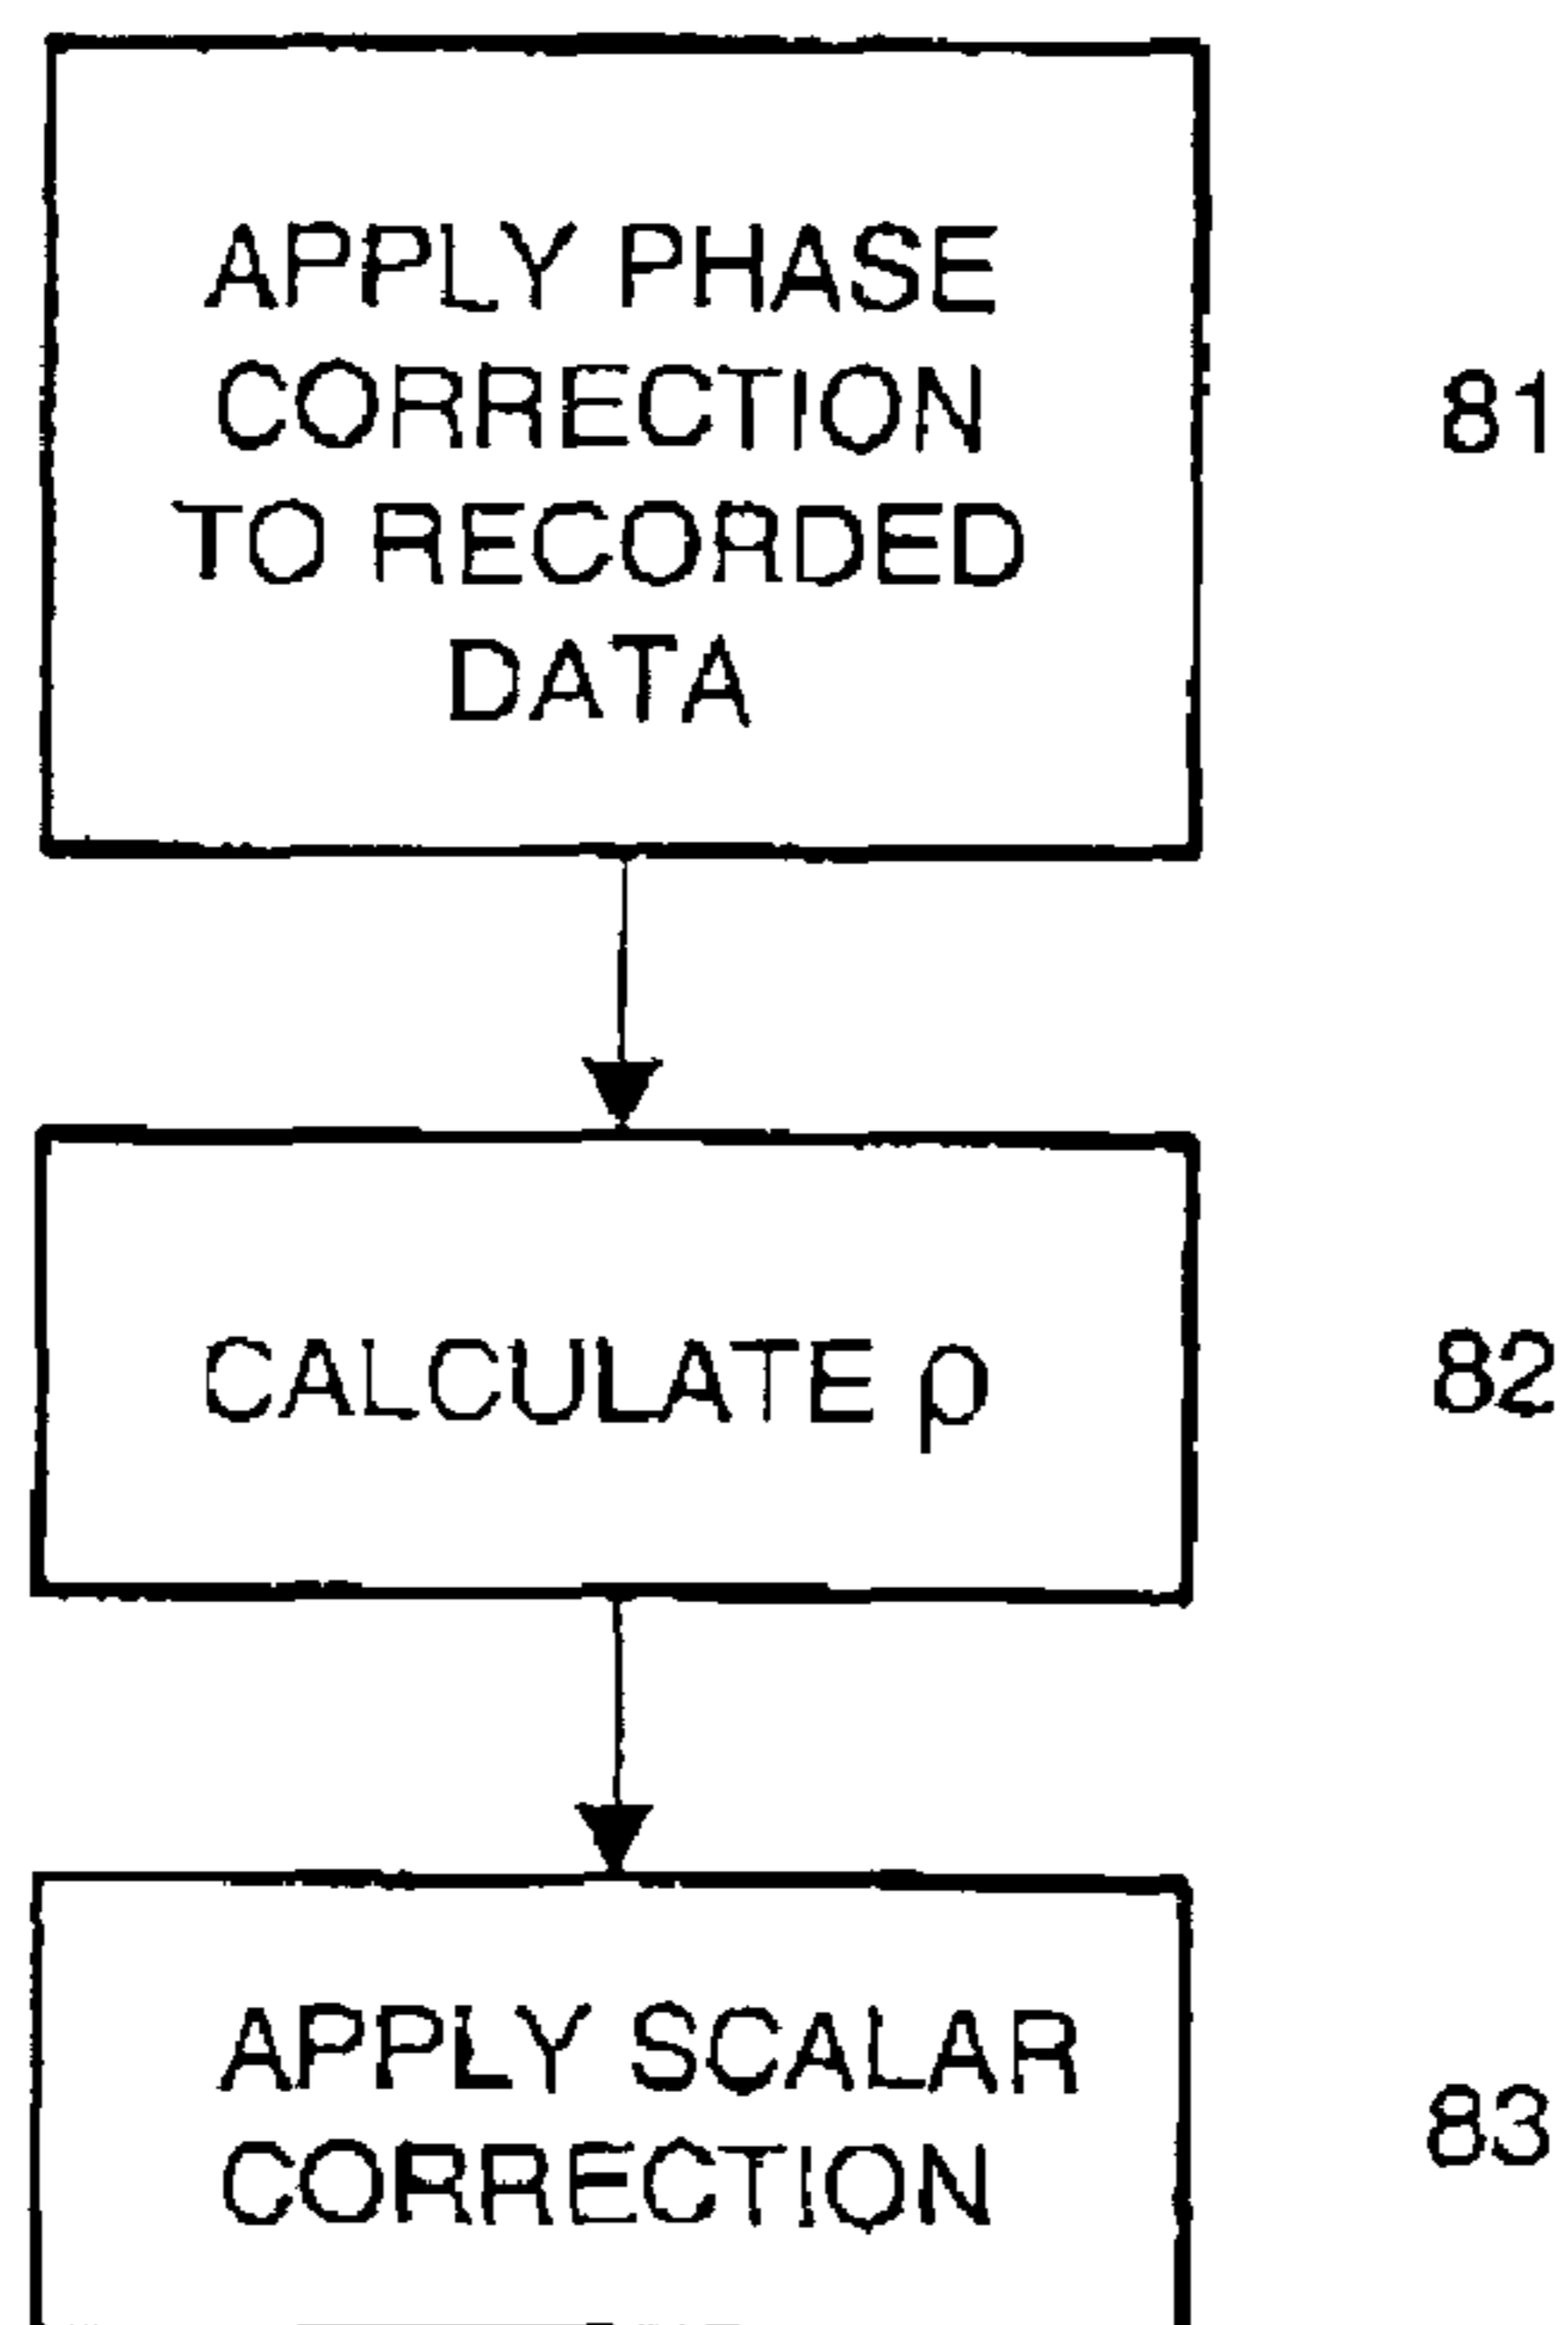 APPLY PHASE
CORRECTION
TO RECORDED
DATA
81
CALCULATE ρ
82
APPLY SCALAR
CORRECTION
83